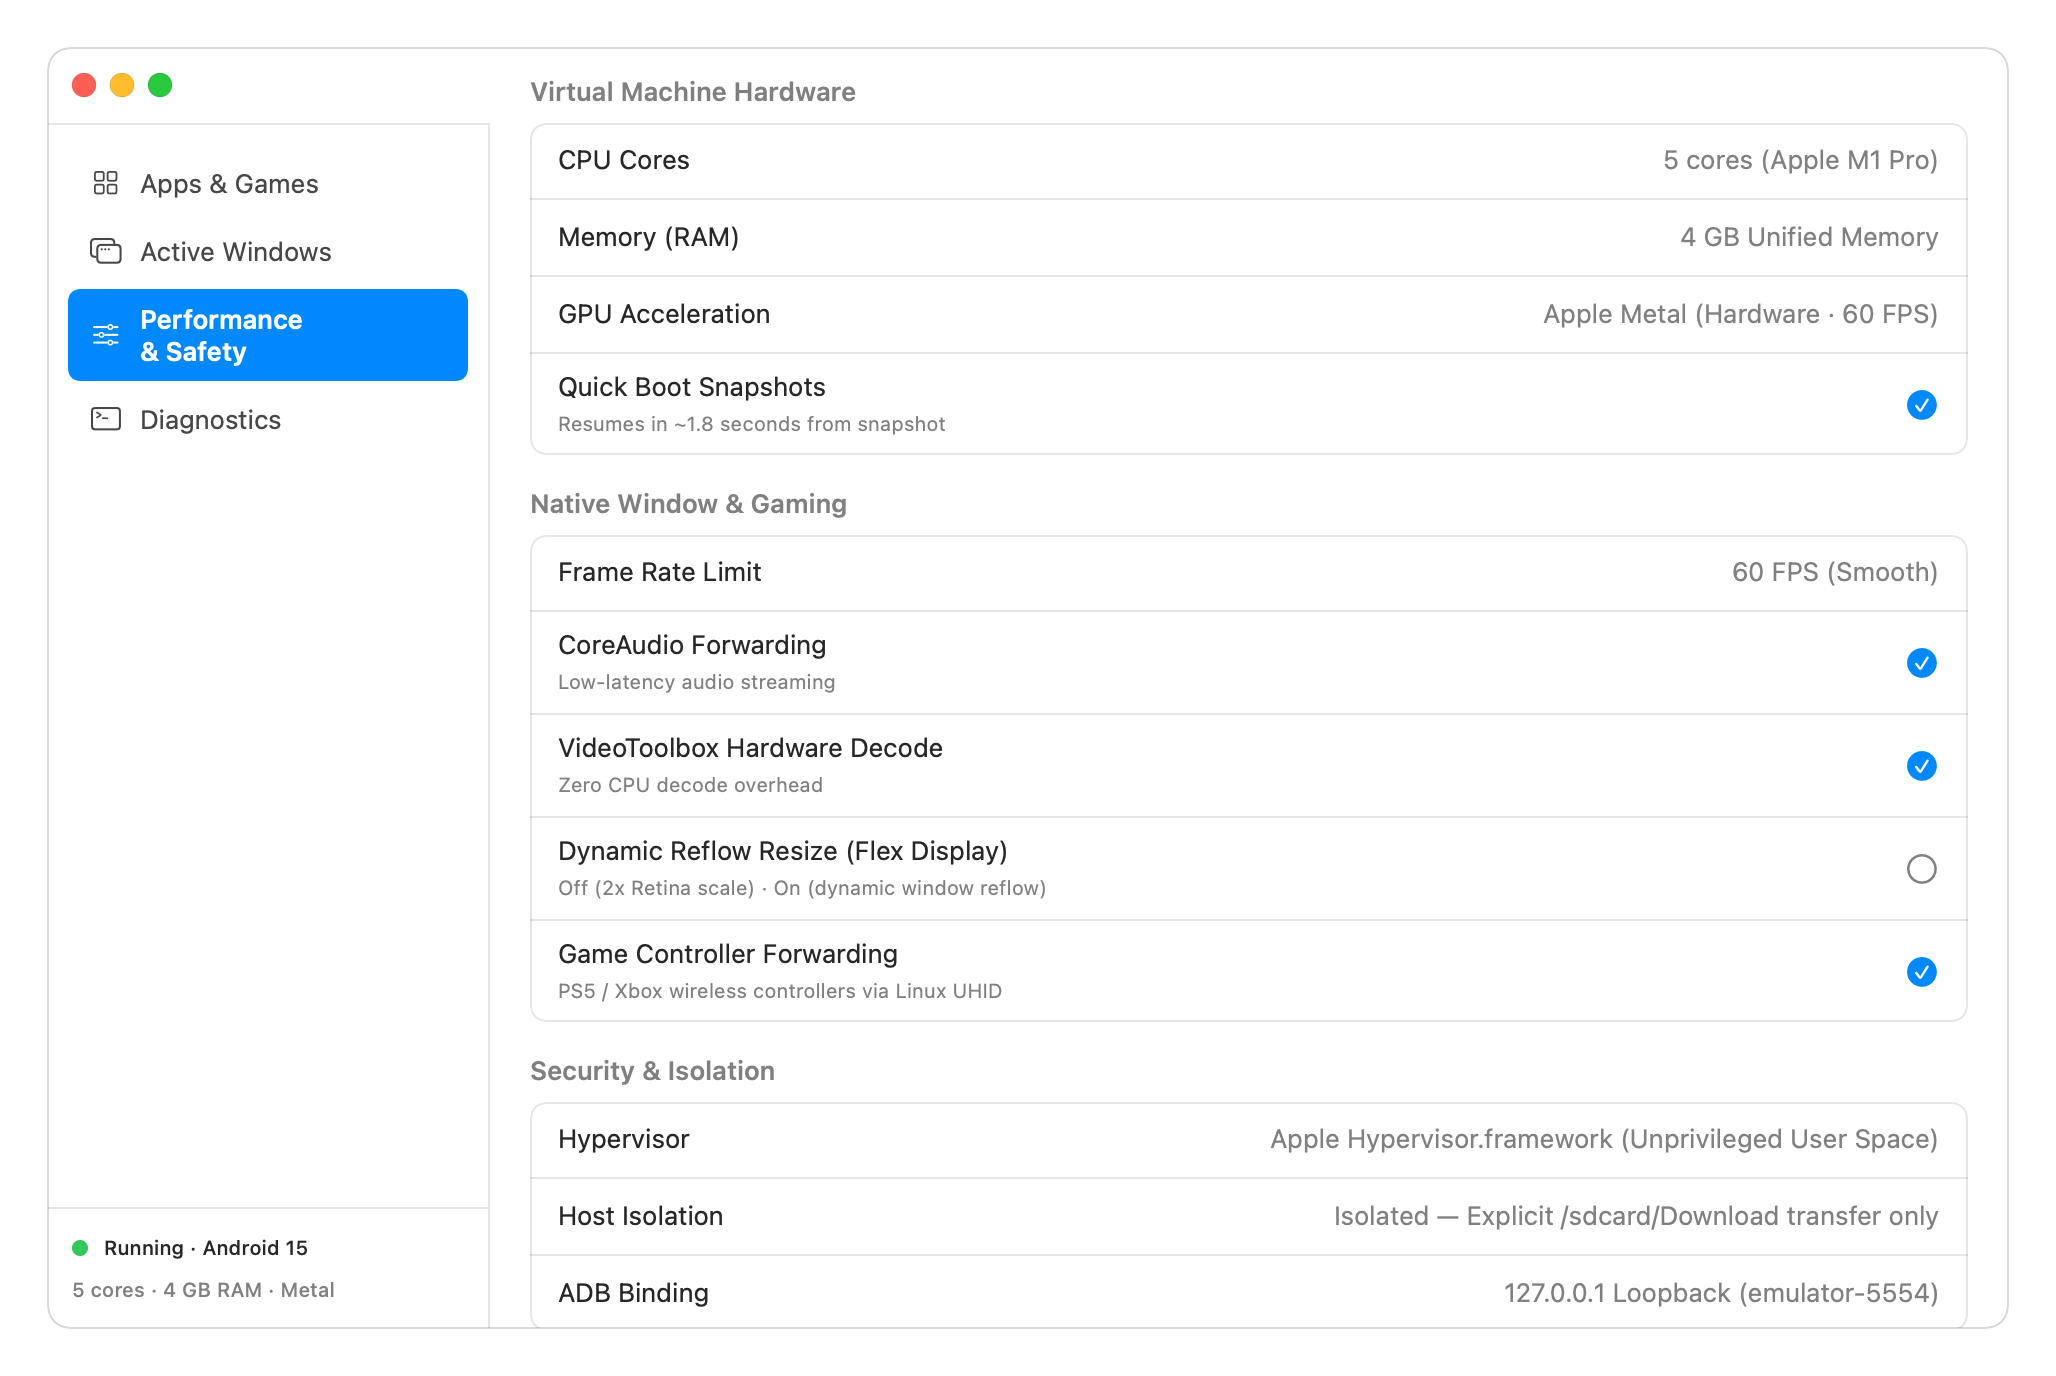 Apps & Games
Active Windows
Performance
& Safety
Diagnostics
Running · Android 15
5 cores · 4 GB RAM · Metal
Virtual Machine Hardware
CPU Cores
5 cores (Apple M1 Pro)
Memory (RAM)
4 GB Unified Memory
GPU Acceleration
Apple Metal (Hardware · 60 FPS)
Quick Boot Snapshots
Resumes in ~1.8 seconds from snapshot
Native Window & Gaming
Frame Rate Limit
60 FPS (Smooth)
CoreAudio Forwarding
Low-latency audio streaming
VideoToolbox Hardware Decode
Zero CPU decode overhead
Dynamic Reflow Resize (Flex Display)
Off (2x Retina scale) · On (dynamic window reflow)
Game Controller Forwarding
PS5 / Xbox wireless controllers via Linux UHID
Security & Isolation
Hypervisor
Apple Hypervisor.framework (Unprivileged User Space)
Host Isolation
Isolated — Explicit /sdcard/Download transfer only
ADB Binding
127.0.0.1 Loopback (emulator-5554)